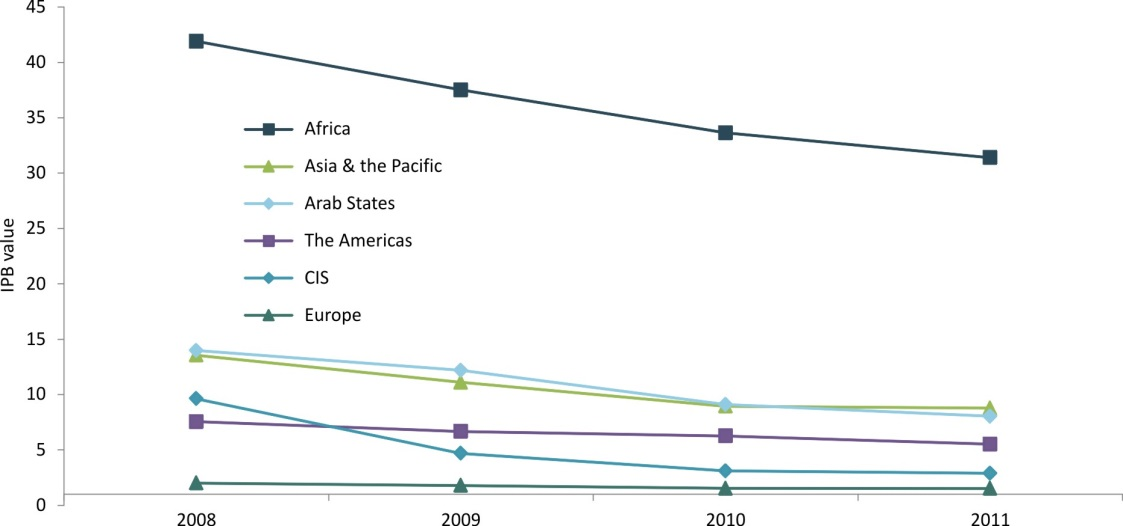 45
40
35
30
25
20
15
10
5
0
IPB value
Africa
Asia & the Pacific
Arab States
The Americas
CIS
Europe
2008 2009 2010 2011